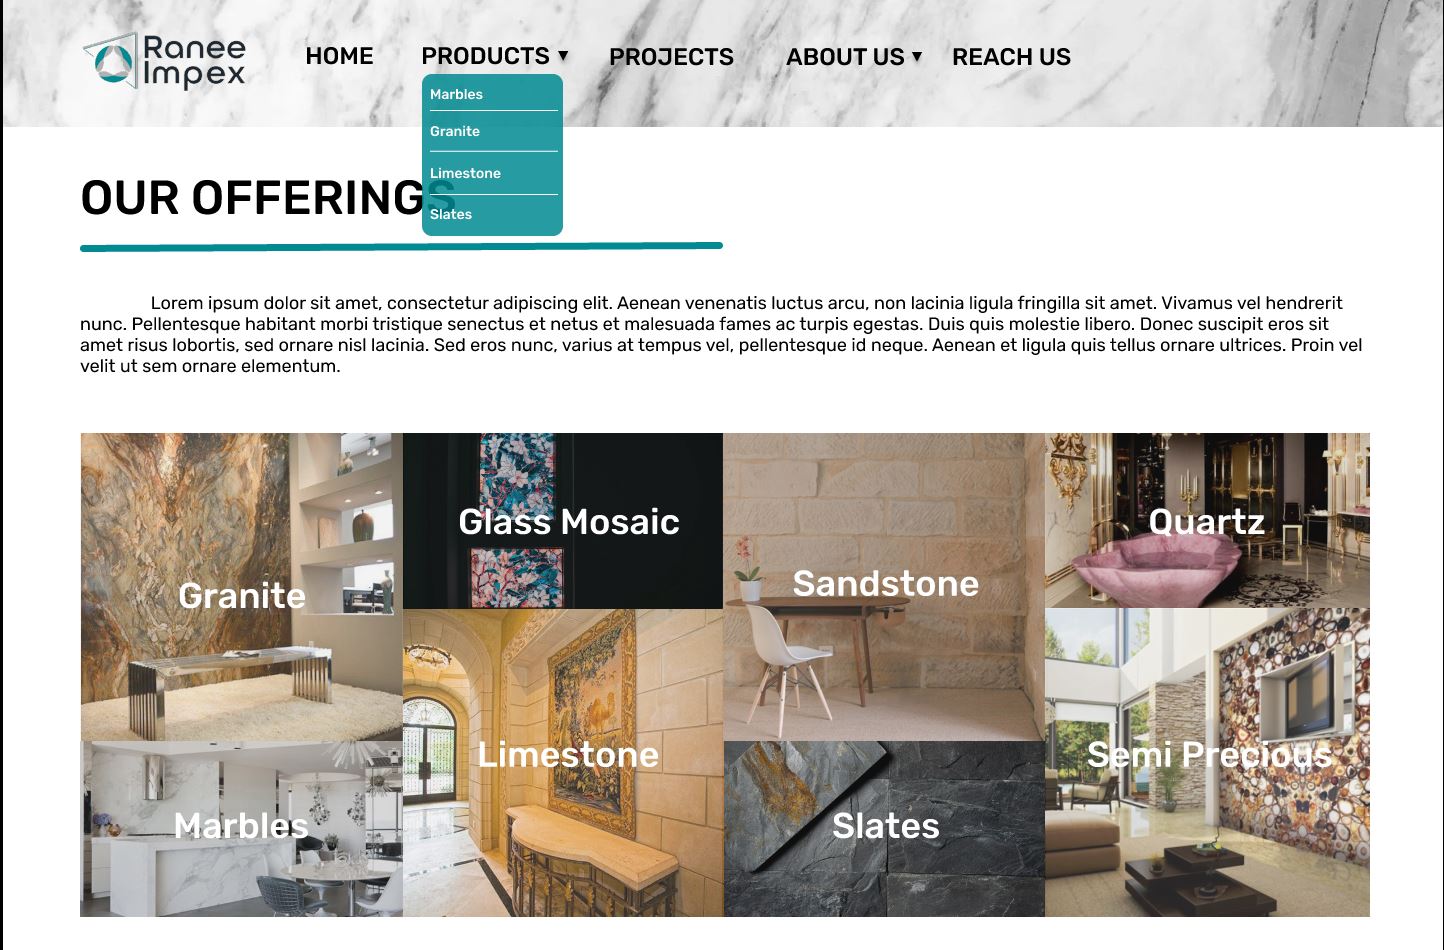 Ranee
Impex
HOME
PRODUCTS ▼
PROJECTS
ABOUT US ▼
REACH US
Marbles
Granite
Limestone
Slates
OUR OFFERINGS
Lorem ipsum dolor sit amet, consectetur adipiscing elit. Aenean venenatis luctus arcu, non lacinia ligula fringilla sit amet. Vivamus vel hendrerit
nunc. Pellentesque habitant morbi tristique senectus et netus et malesuada fames ac turpis egestas. Duis quis molestie libero. Donec suscipit eros sit
amet risus lobortis, sed ornare nisl lacinia. Sed eros nunc, varius at tempus vel, pellentesque id neque. Aenean et ligula quis tellus ornare ultrices. Proin vel
velit ut sem ornare elementum.
Granite
Glass Mosaic
Sandstone
Quartz
Marbles
Limestone
Slates
Semi Precious